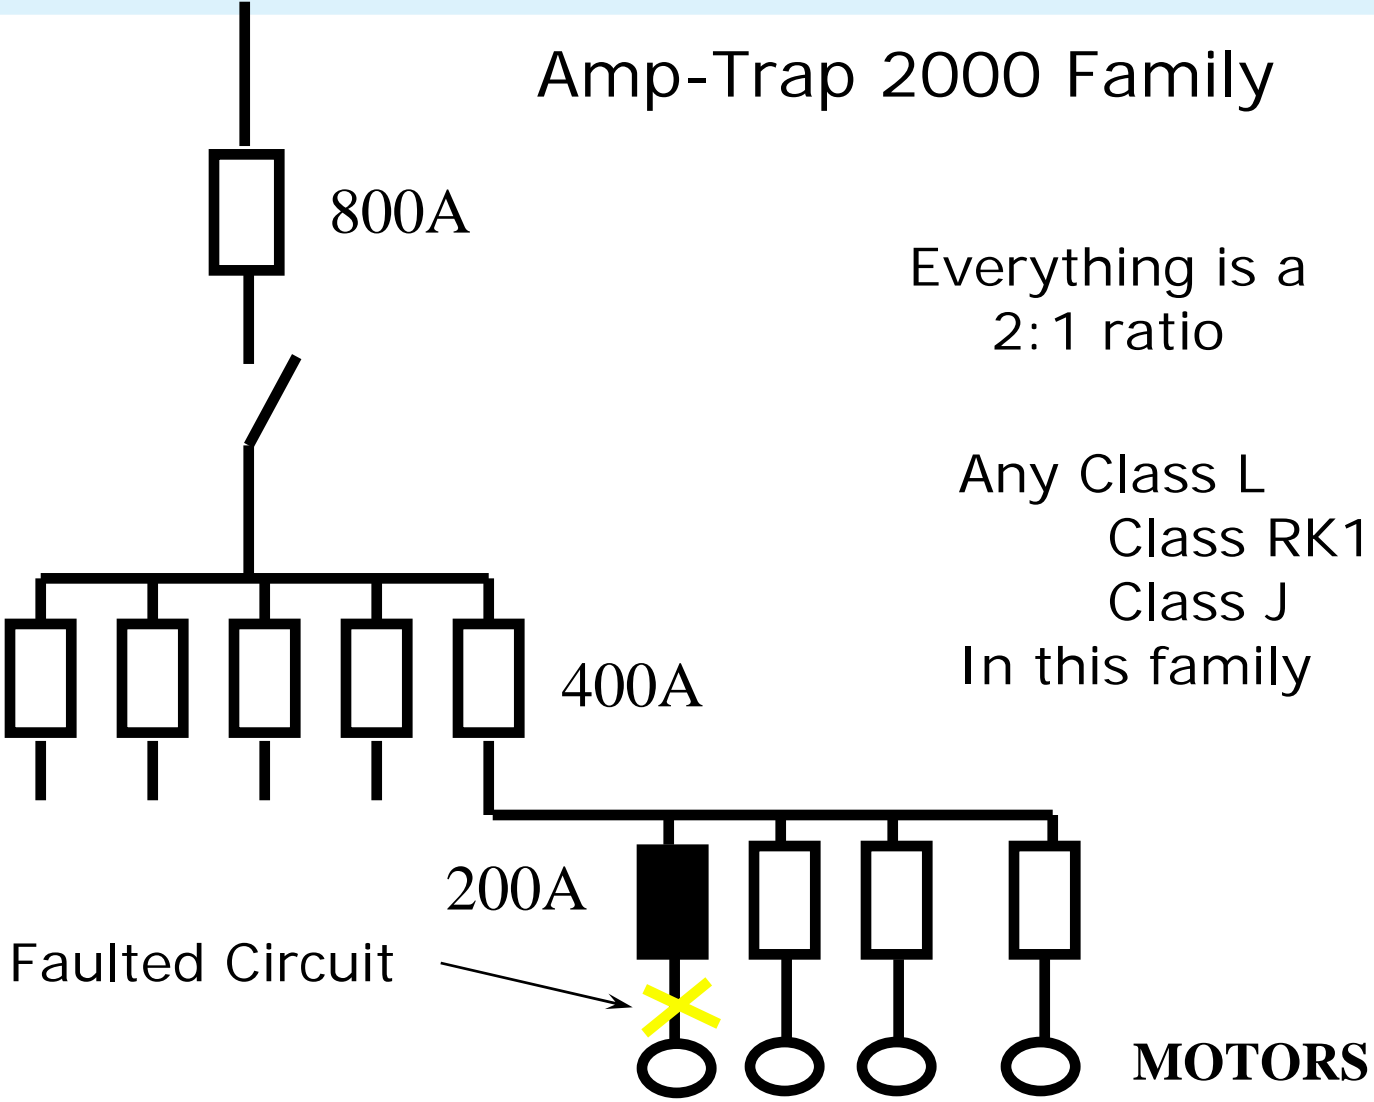 Amp-Trap 2000 Family
800A
Everything is a
2:1 ratio
Any Class L
Class RK1
Class J
In this family
400A
200A
Faulted Circuit
MOTORS